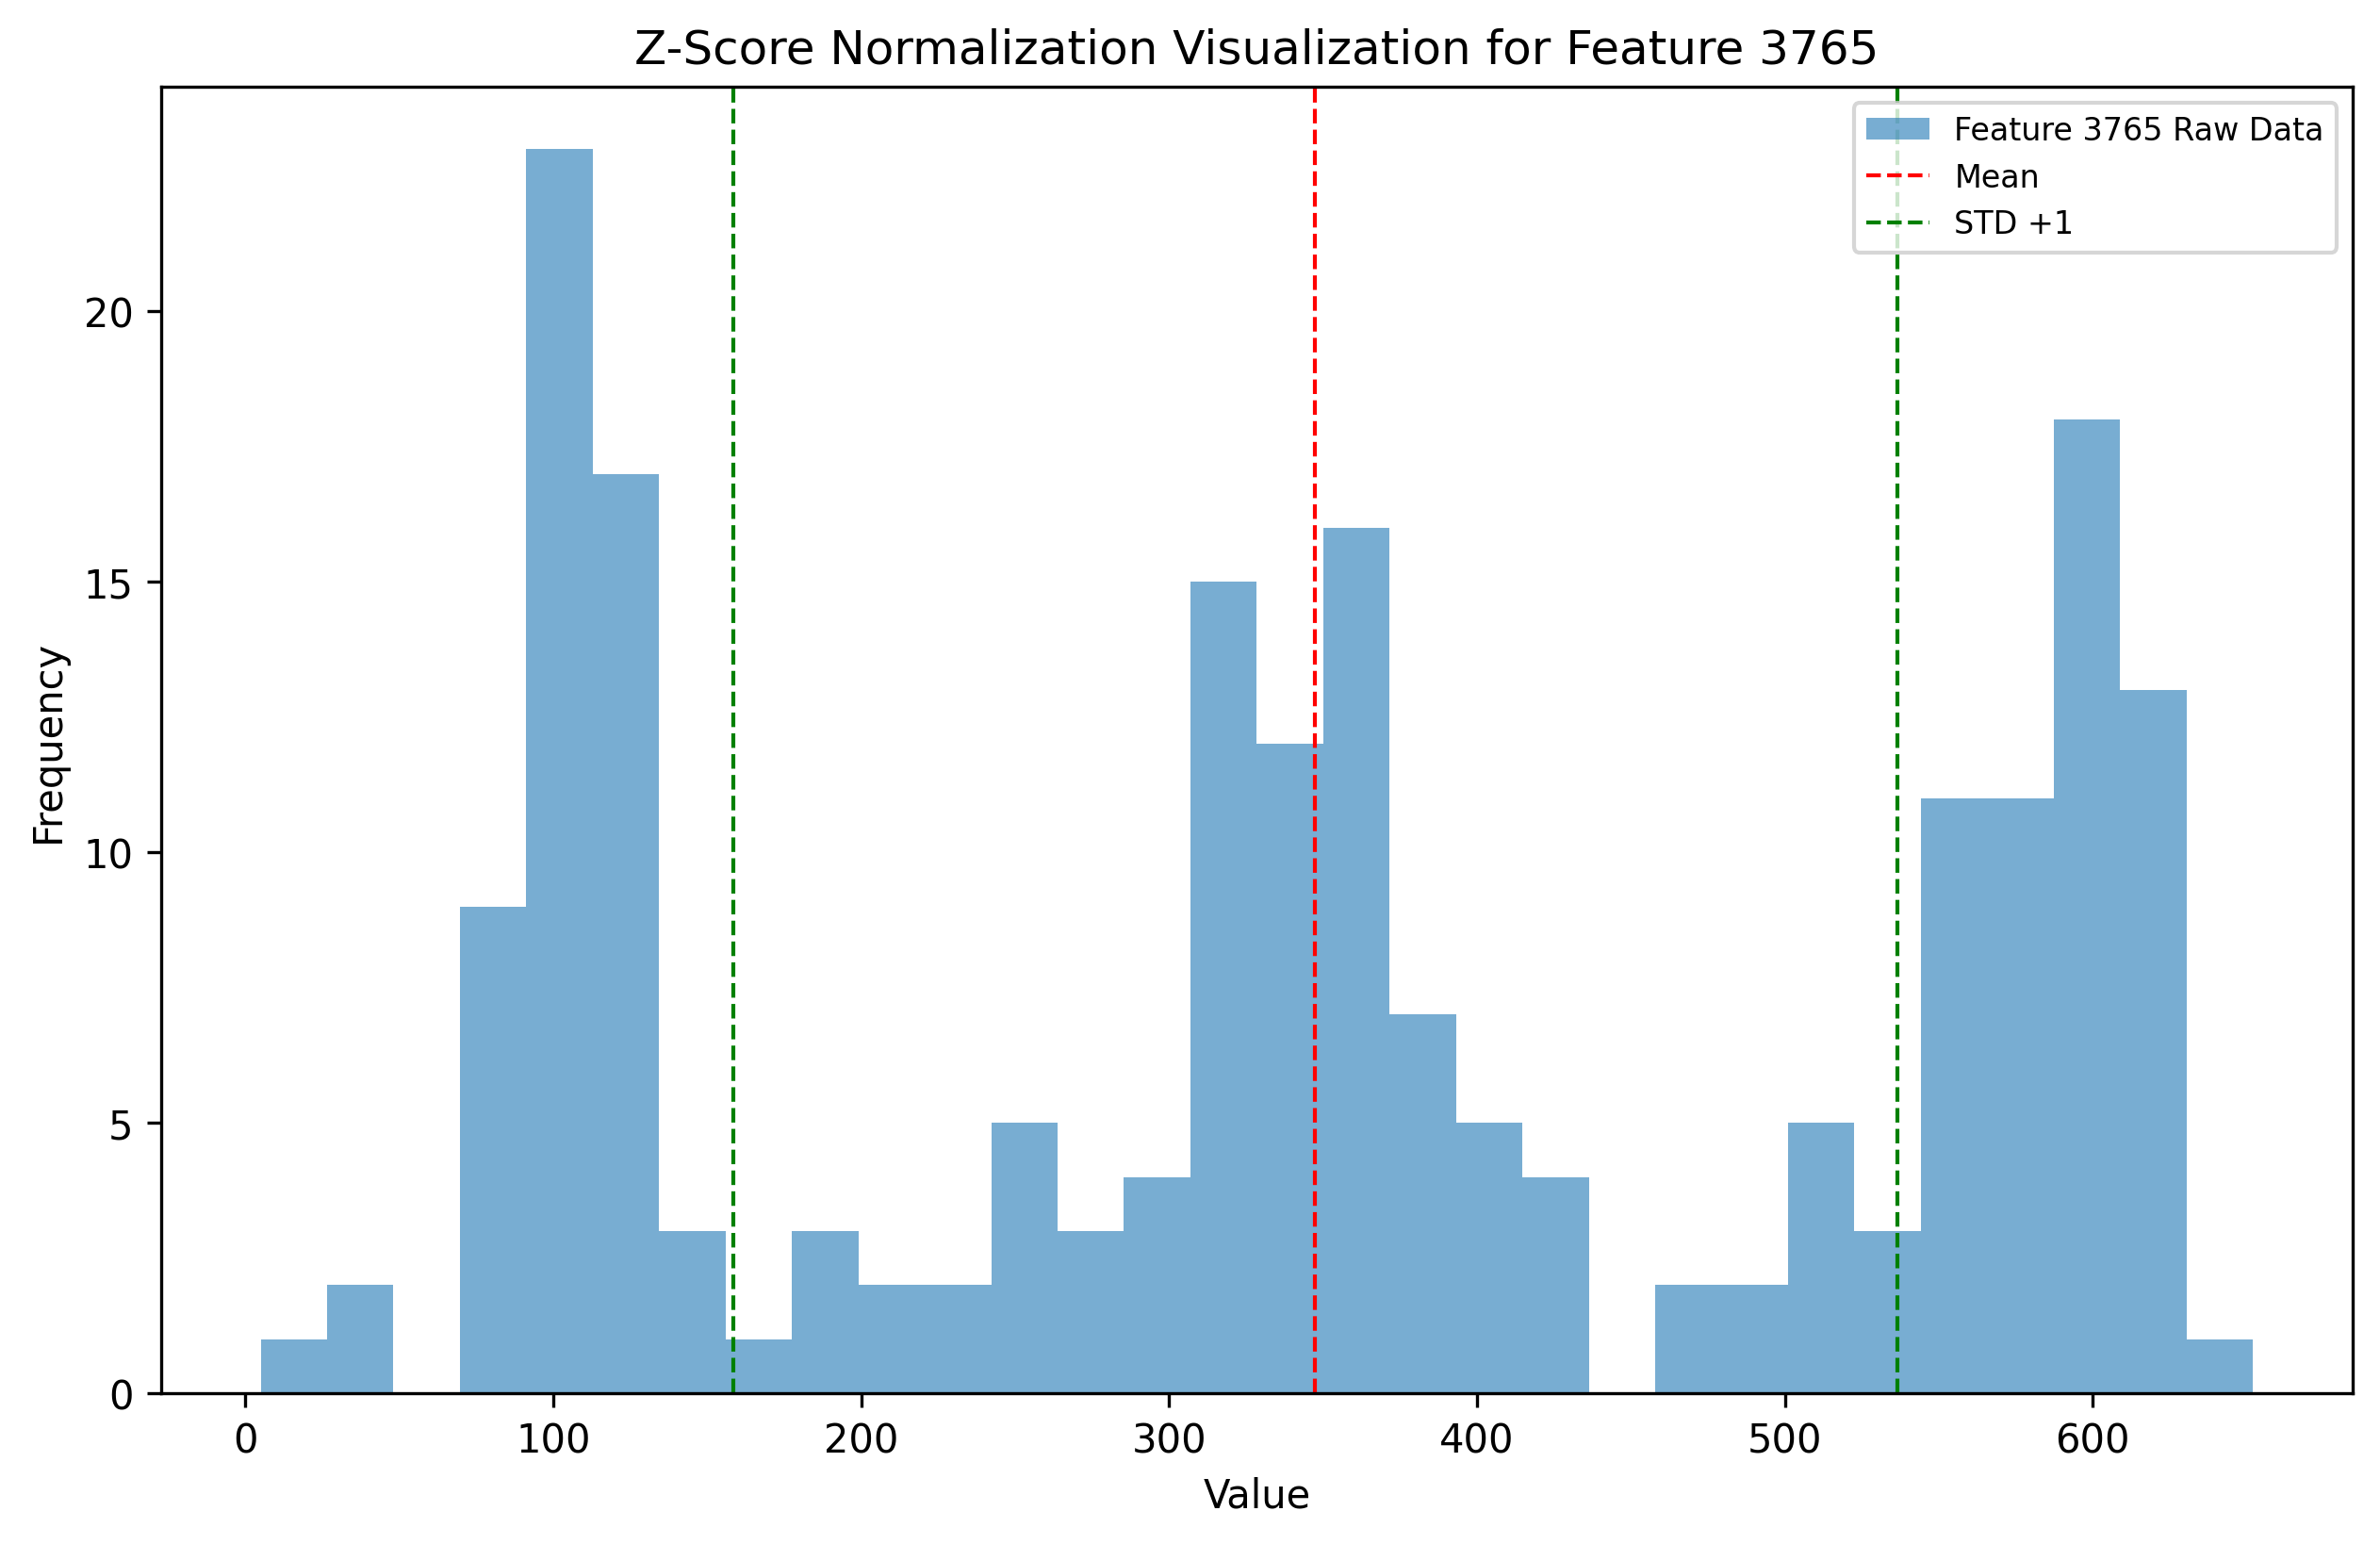 Z-Score Normalization Visualization for Feature 3765
Feature 3765 Raw Data
Mean
STD +1
Frequency
20
15
10
5
0
0 100 200 300 400 500 600
Value